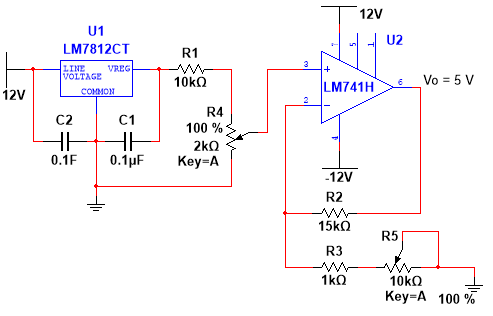 U1
LM7812CT
LINE VREG
VOLTAGE
COMMON
12V
C2
0.1F
C1
0.1µF
R1
10kΩ
R4
100 %
2kΩ
Key=A
12V
7 5 1
U2
3
LM741H
6
Vo = 5 V
2
4
-12V
R2
15kΩ
R3
1kΩ
R5
10kΩ
Key=A
100 %